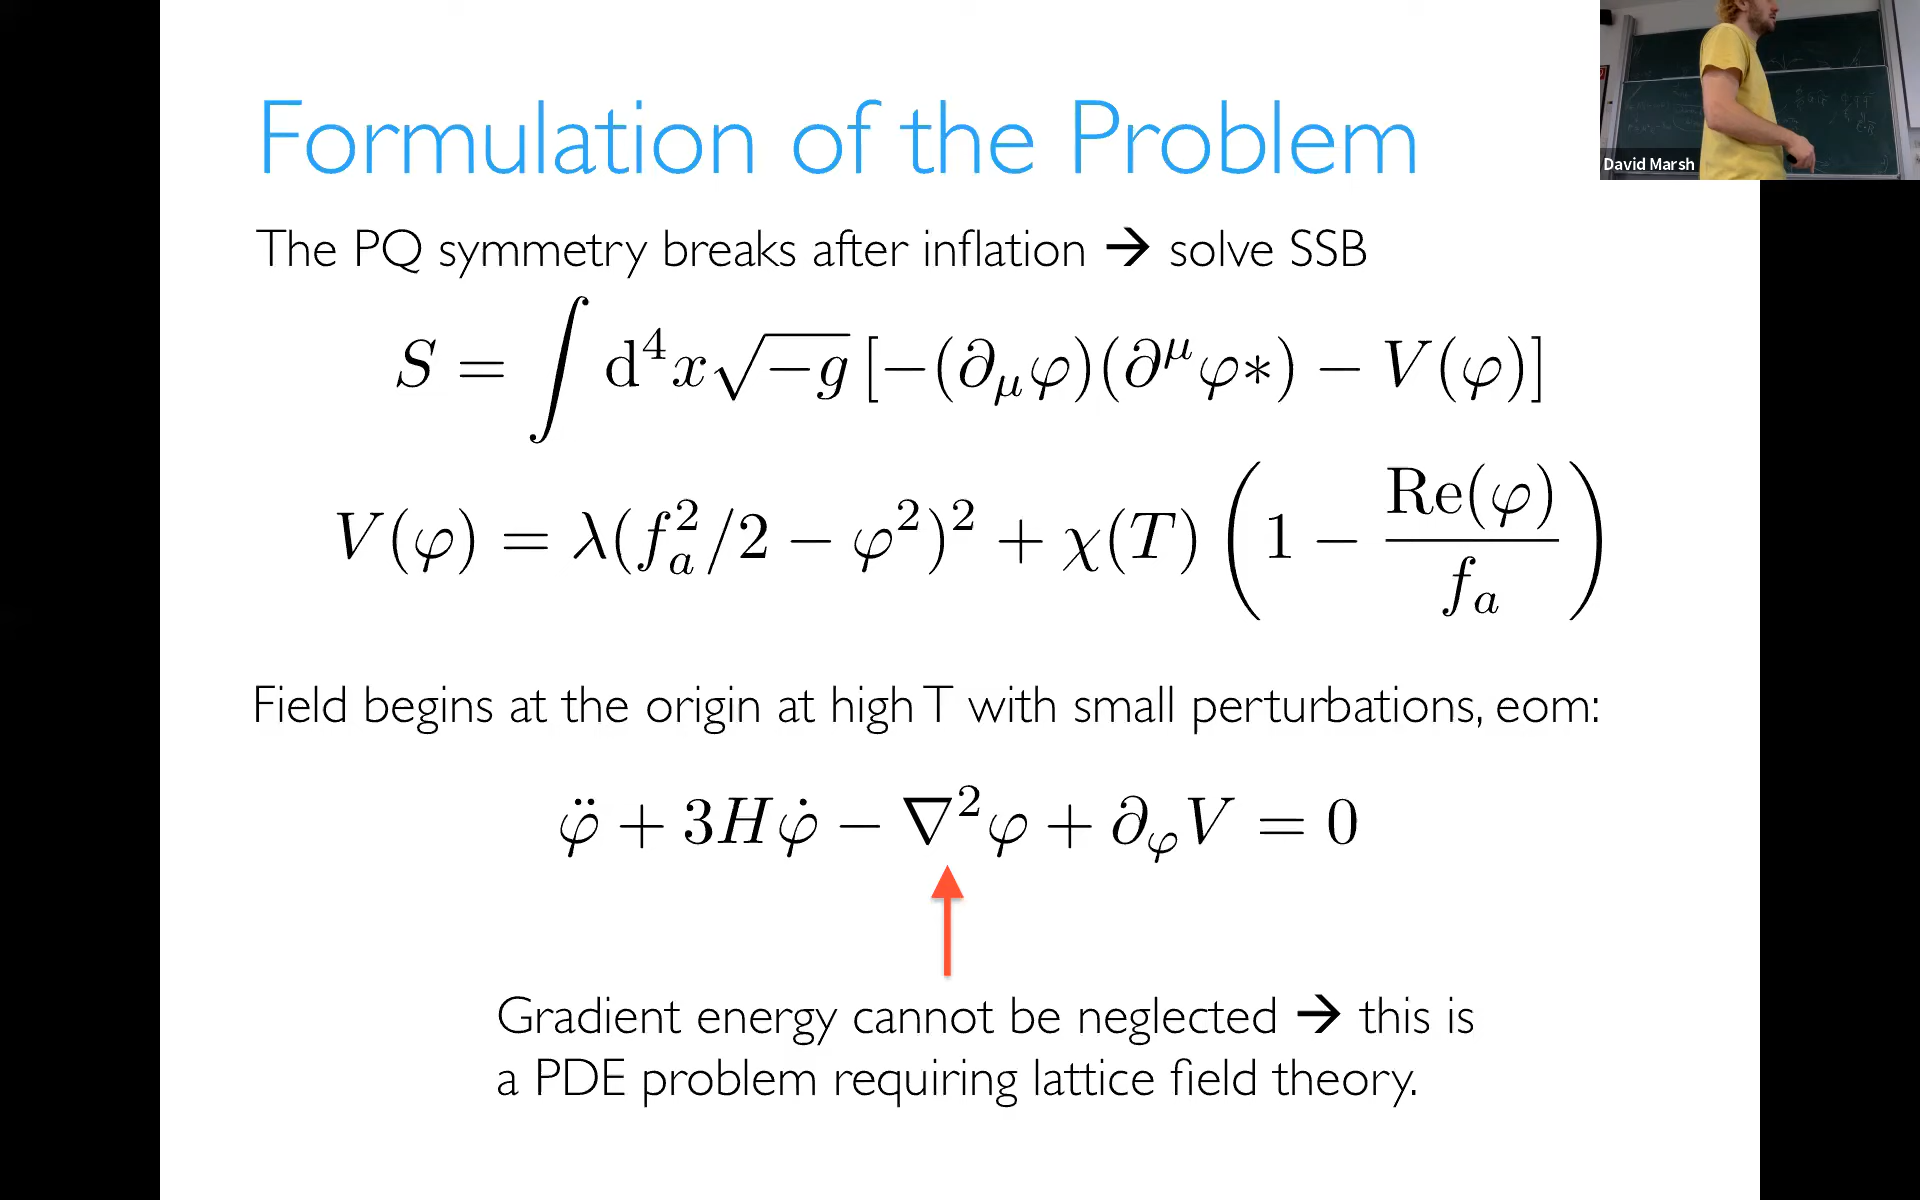 Formulation of the Problem
David Marsh
The PQ symmetry breaks after inflation → solve SSB
S = ∫ d⁴x√−g [−(∂_μφ)(∂^μφ∗) − V(φ)]
V(φ) = λ(f_a²/2 − φ²)² + χ(T) (1 − Re(φ)/f_a)
Field begins at the origin at high T with small perturbations, eom:
φ̈ + 3Hφ̇ − ∇²φ + ∂_φV = 0
Gradient energy cannot be neglected → this is
a PDE problem requiring lattice field theory.